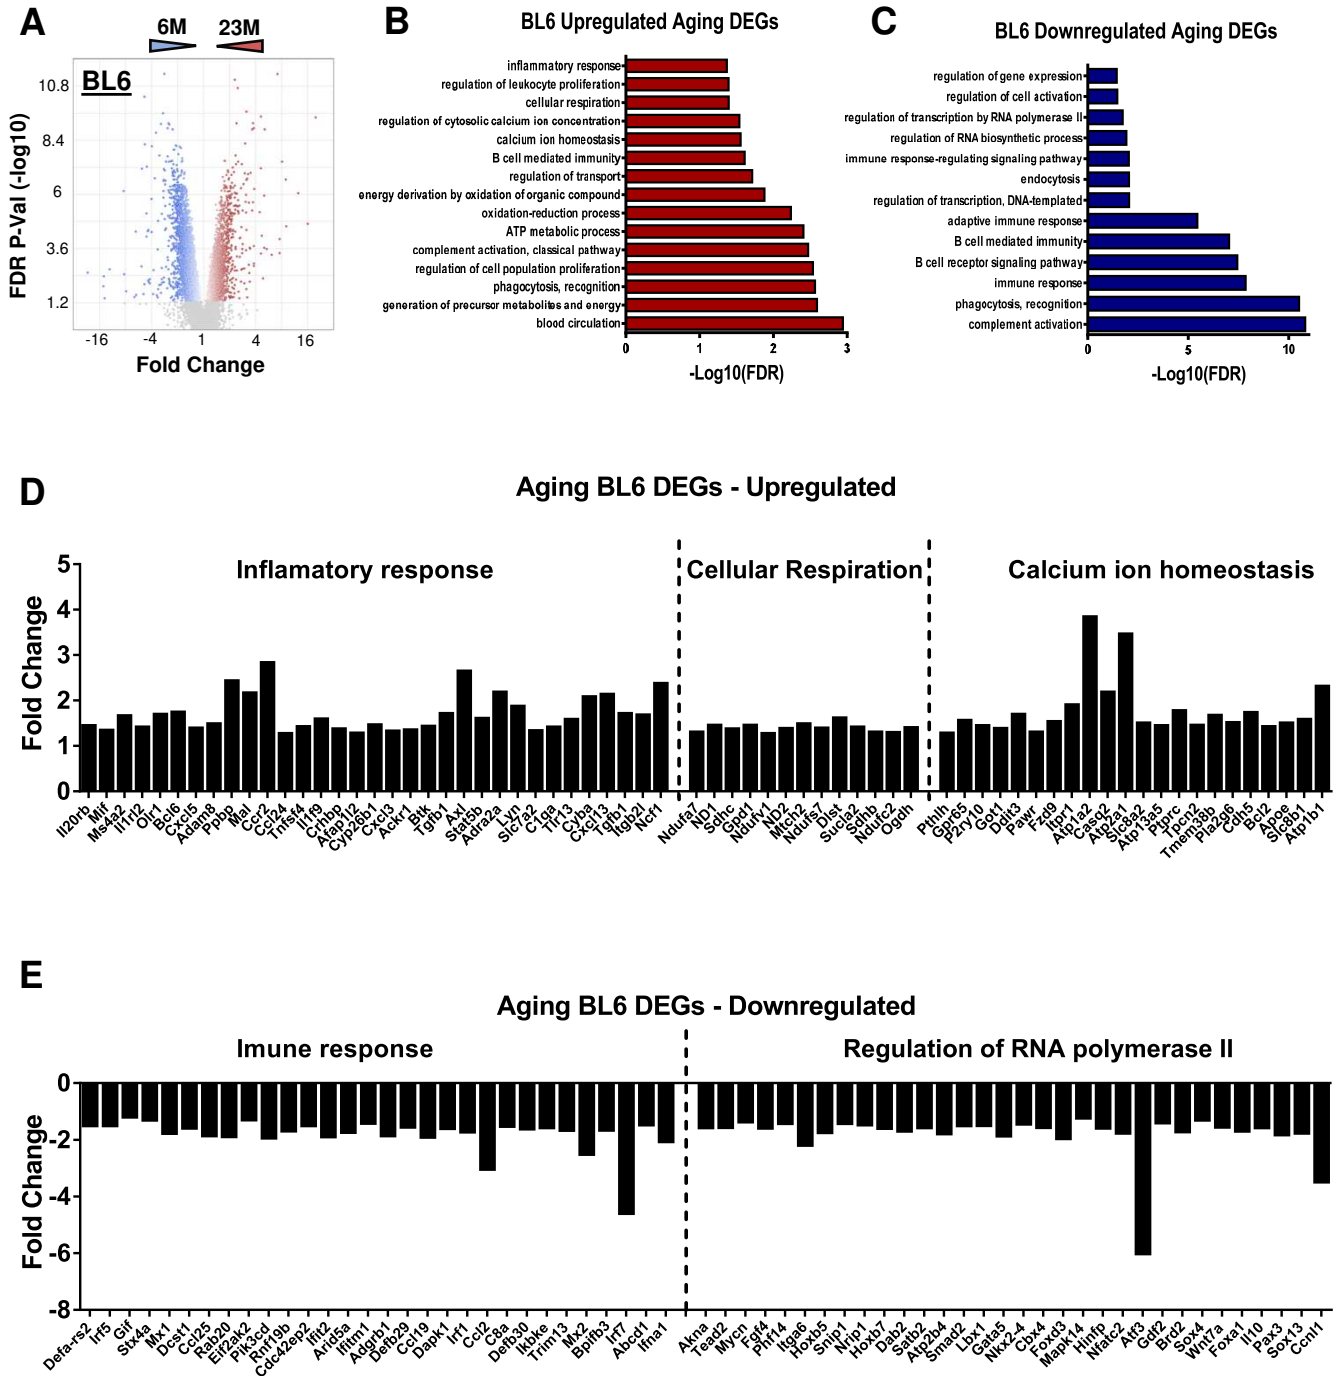 A
6M
23M
BL6
FDR P-Val (-log10)
10.8
8.4
6
3.6
1.2
-16
-4
1
4
16
Fold Change
B
BL6 Upregulated Aging DEGs
inflammatory response
regulation of leukocyte proliferation
cellular respiration
regulation of cytosolic calcium ion concentration
calcium ion homeostasis
B cell mediated immunity
regulation of transport
energy derivation by oxidation of organic compound
oxidation-reduction process
ATP metabolic process
complement activation, classical pathway
regulation of cell population proliferation
phagocytosis, recognition
generation of precursor metabolites and energy
blood circulation
0
1
2
3
-Log10(FDR)
C
BL6 Downregulated Aging DEGs
regulation of gene expression
regulation of cell activation
regulation of transcription by RNA polymerase II
regulation of RNA biosynthetic process
immune response-regulating signaling pathway
endocytosis
regulation of transcription, DNA-templated
adaptive immune response
B cell mediated immunity
B cell receptor signaling pathway
immune response
phagocytosis, recognition
complement activation
0
5
10
-Log10(FDR)
D
Aging BL6 DEGs - Upregulated
Inflamatory response
Cellular Respiration
Calcium ion homeostasis
Fold Change
5
4
3
2
1
0
Il20rb
Mif
Ms4a2
Il1rl2
Olr1
Bcl6
Cxcl5
Adam8
Ppbp
Mal
Ccr2
Ccl24
Tnfsf4
Il1f9
Crhbp
Afap1l2
Cyp26b1
Cxcl3
Ackr1
Btk
Tgfb1
Axl
Stat5b
Adra2a
Lyn
Slc7a2
C1qa
Tlr13
Cyba
Cxcl13
Tgfb1
Itgb2l
Ncf1
Ndufa7
ND1
Sdhc
Gpd1
Ndufv1
ND2
Mtch2
Ndufs7
Dlst
Sucla2
Sdhb
Ndufc2
Ogdh
Pthlh
Gpr65
P2ry10
Got1
Ddit3
Pawr
Fzd9
Itpr1
Atp1a2
Casq2
Atp2a1
Slc8a2
Atp13a5
Ptprc
Tpcn2
Tmem38b
Pla2g6
Cdh5
Bcl2
Apoe
Slc8b1
Atp1b1
E
Aging BL6 DEGs - Downregulated
Imune response
Regulation of RNA polymerase II
Fold Change
0
-2
-4
-6
-8
Defa-rs2
Irf5
Gif
Stx4a
Mx1
Dcst1
Ccl25
Rab20
Eif2ak2
Pik3cd
Rnf19b
Cdc42ep2
Ifit2
Arid5a
Ifitm1
Adgrb1
Defb29
Ccl19
Dapk1
Irf1
Ccl2
C8a
Defb30
Ikbke
Trim13
Mx2
Bpifb3
Irf7
Abcd1
Ifna1
Akna
Tead2
Mycn
Fgf4
Phf14
Itga6
Hoxb5
Snip1
Nrip1
Hoxb7
Dab2
Satb2
Atp2b4
Smad2
Lbx1
Gata5
Nkx2-4
Cbx4
Foxd3
Mapk14
Hinfp
Nfatc2
Atf3
Gdf2
Brd2
Sox4
Wnt7a
Foxa1
Il10
Pax3
Sox13
Ccnl1